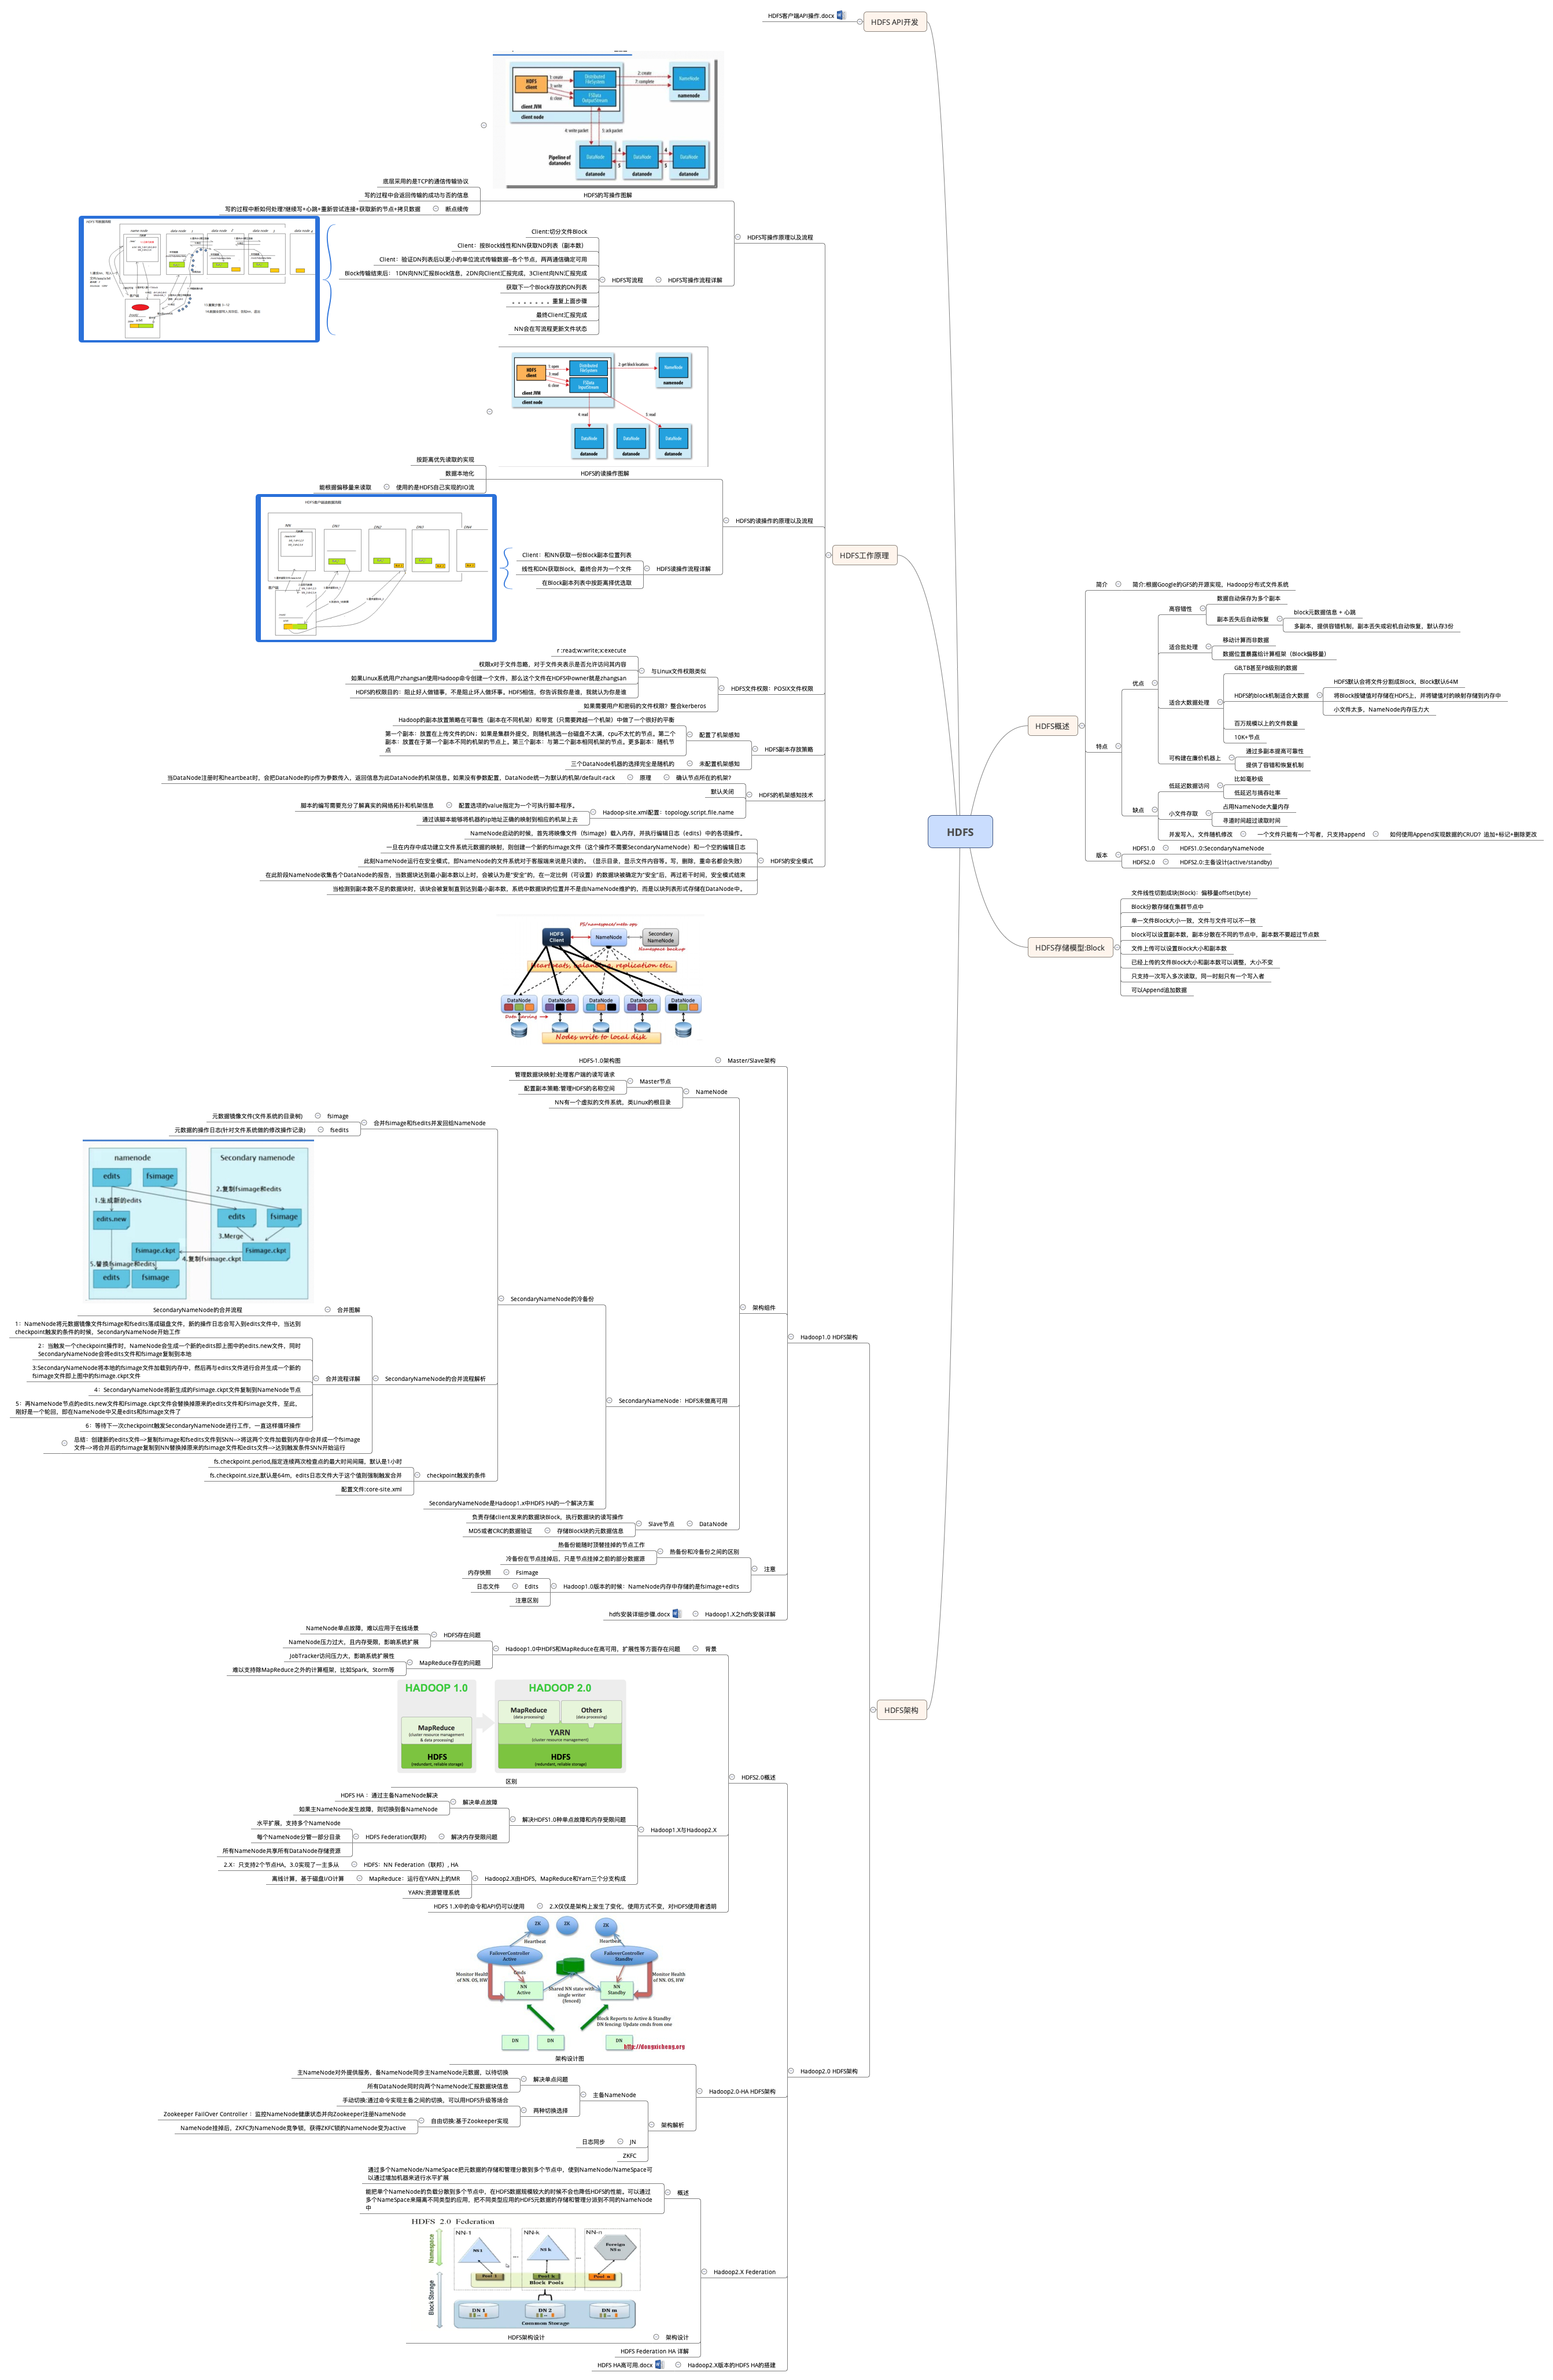 HDFS
HDFS API开发
HDFS客户端API操作.docx
HDFS工作原理
HDFS写操作原理以及流程
HDFS的写操作图解
HDFS client
1: create
3: write
6: close
Distributed FileSystem
FSData OutputStream
2: create
7: complete
NameNode
namenode
client JVM
client node
4: write packet
5: ack packet
Pipeline of datanodes
DataNode
DataNode
DataNode
4
4
5
5
datanode
datanode
datanode
底层采用的是TCP的通信传输协议
写的过程中会返回传输的成功与否的信息
断点续传
写的过程中断如何处理?继续写+心跳+重新尝试连接+获取新的节点+拷贝数据
HDFS写操作流程详解
HDFS写流程
Client:切分文件Block
Client：按Block线性和NN获取ND列表（副本数）
Client：验证DN列表后以更小的单位流式传输数据--各个节点，两两通信确定可用
Block传输结束后： 1DN向NN汇报Block信息，2DN向Client汇报完成，3Client向NN汇报完成
获取下一个Block存放的DN列表
。。。。。。。重复上面步骤
最终Client汇报完成
NN会在写流程更新文件状态
HDFS的读操作的原理以及流程
HDFS的读操作图解
HDFS client
1: open
3: read
6: close
Distributed FileSystem
FSData InputStream
2: get block locations
NameNode
namenode
client JVM
client node
4: read
5: read
DataNode
DataNode
DataNode
datanode
datanode
datanode
按距离优先读取的实现
数据本地化
使用的是HDFS自己实现的IO流
能根据偏移量来读取
HDFS读操作流程详解
Client：和NN获取一份Block副本位置列表
线性和DN获取Block，最终合并为一个文件
在Block副本列表中按距离择优选取
HDFS客户端读数据流程
NN
DN1
DN2
DN3
DN4
客户端
HDFS文件权限：POSIX文件权限
与Linux文件权限类似
r :read;w:write;x:execute
权限x对于文件忽略，对于文件夹表示是否允许访问其内容
如果Linux系统用户zhangsan使用Hadoop命令创建一个文件，那么这个文件在HDFS中owner就是zhangsan
HDFS的权限目的：阻止好人做错事，不是阻止坏人做坏事。HDFS相信，你告诉我你是谁，我就认为你是谁
如果需要用户和密码的文件权限？整合kerberos
HDFS副本存放策略
配置了机架感知
Hadoop的副本放置策略在可靠性（副本在不同机架）和带宽（只需要跨越一个机架）中做了一个很好的平衡
第一个副本：放置在上传文件的DN；如果是集群外提交，则随机挑选一台磁盘不太满，cpu不太忙的节点。第二个
副本：放置在于第一个副本不同的机架的节点上。第三个副本：与第二个副本相同机架的节点。更多副本：随机节
点
未配置机架感知
三个DataNode机器的选择完全是随机的
HDFS的机架感知技术
确认节点所在的机架?
原理
当DataNode注册时和heartbeat时，会把DataNode的ip作为参数传入，返回信息为此DataNode的机架信息，如果没有参数配置，DataNode统一为默认的机架/default-rack
默认关闭
Hadoop-site.xml配置：topology.script.file.name
配置选项的value指定为一个可执行脚本程序。
脚本的编写需要充分了解真实的网络拓扑和机架信息
通过该脚本能够将机器的ip地址正确的映射到相应的机架上去
HDFS的安全模式
NameNode启动的时候，首先将映像文件（fsimage）载入内存，并执行编辑日志（edits）中的各项操作。
一旦在内存中成功建立文件系统元数据的映射，则创建一个新的fsimage文件（这个操作不需要SecondaryNameNode）和一个空的编辑日志
此刻NameNode运行在安全模式，即NameNode的文件系统对于客服端来说是只读的。（显示目录，显示文件内容等。写，删除，重命名都会失败）
在此阶段NameNode收集各个DataNode的报告，当数据块达到最小副本数以上时，会被认为是"安全"的，在一定比例（可设置）的数据块被确定为"安全"后，再过若干时间，安全模式结束
当检测到副本数不足的数据块时，该块会被复制直到达到最小副本数，系统中数据块的位置并不是由NameNode维护的，而是以块列表形式存储在DataNode中。
HDFS概述
简介
简介:根据Google的GFS的开源实现，Hadoop分布式文件系统
特点
优点
高容错性
数据自动保存为多个副本
副本丢失后自动恢复
block元数据信息 + 心跳
多副本，提供容错机制，副本丢失或宕机自动恢复，默认存3份
适合批处理
移动计算而非数据
数据位置暴露给计算框架（Block偏移量）
适合大数据处理
GB,TB甚至PB级别的数据
HDFS的block机制适合大数据
HDFS默认会将文件分割成Block，Block默认64M
将Block按键值对存储在HDFS上，并将键值对的映射存储到内存中
小文件太多，NameNode内存压力大
百万规模以上的文件数量
10K+节点
可构建在廉价机器上
通过多副本提高可靠性
提供了容错和恢复机制
缺点
低延迟数据访问
比如毫秒级
低延迟与搞吞吐率
小文件存取
占用NameNode大量内存
寻道时间超过读取时间
并发写入，文件随机修改
一个文件只能有一个写者，只支持append
如何使用Append实现数据的CRUD？追加+标记+删除更改
版本
HDFS1.0
HDFS1.0:SecondaryNameNode
HDFS2.0
HDFS2.0:主备设计(active/standby)
HDFS存储模型:Block
文件线性切割成块(Block)：偏移量offset(byte)
Block分散存储在集群节点中
单一文件Block大小一致，文件与文件可以不一致
block可以设置副本数，副本分散在不同的节点中，副本数不要超过节点数
文件上传可以设置Block大小和副本数
已经上传的文件Block大小和副本数可以调整，大小不变
只支持一次写入多次读取，同一时刻只有一个写入者
可以Append追加数据
HDFS架构
Hadoop1.0 HDFS架构
Master/Slave架构
HDFS-1.0架构图
FS/namespace/meta ops
HDFS Client
NameNode
Secondary NameNode
Namespace backup
Heartbeats, balancing, replication etc.
DataNode
DataNode
DataNode
DataNode
DataNode
Data serving
Nodes write to local disk
架构组件
NameNode
Master节点
管理数据块映射;处理客户端的读写请求
配置副本策略;管理HDFS的名称空间
NN有一个虚拟的文件系统，类Linux的根目录
SecondaryNameNode：HDFS未做高可用
SecondaryNameNode的冷备份
合并fsimage和fsedits并发回给NameNode
fsimage
元数据镜像文件(文件系统的目录树)
fsedits
元数据的操作日志(针对文件系统做的修改操作记录)
SecondaryNameNode的合并流程解析
合并图解
SecondaryNameNode的合并流程
namenode
Secondary namenode
edits
fsimage
1.生成新的edits
2.复制fsimage和edits
edits.new
edits
fsimage
3.Merge
fsimage.ckpt
Fsimage.ckpt
4.复制fsimage.ckpt
5.替换fsimage和edits
edits
fsimage
合并流程详解
1：NameNode将元数据镜像文件fsimage和fsedits落成磁盘文件，新的操作日志会写入到edits文件中，当达到
checkpoint触发的条件的时候，SecondaryNameNode开始工作
2：当触发一个checkpoint操作时，NameNode会生成一个新的edits即上图中的edits.new文件，同时
SecondaryNameNode会将edits文件和fsimage复制到本地
3:SecondaryNameNode将本地的fsimage文件加载到内存中，然后再与edits文件进行合并生成一个新的
fsimage文件即上图中的fsimage.ckpt文件
4：SecondaryNameNode将新生成的Fsimage.ckpt文件复制到NameNode节点
5：再NameNode节点的edits.new文件和Fsimage.ckpt文件会替换掉原来的edits文件和Fsimage文件，至此，
刚好是一个轮回，即在NameNode中又是edits和fsimage文件了
6：等待下一次checkpoint触发SecondaryNameNode进行工作，一直这样循环操作
总结：创建新的edits文件-->复制fsimage和fsedits文件到SNN-->将这两个文件加载到内存中合并成一个fsimage
文件-->将合并后的fsimage复制到NN替换掉原来的fsimage文件和edits文件-->达到触发条件SNN开始运行
checkpoint触发的条件
fs.checkpoint.period,指定连续两次检查点的最大时间间隔，默认是1小时
fs.checkpoint.size,默认是64m，edits日志文件大于这个值则强制触发合并
配置文件:core-site.xml
SecondaryNameNode是Hadoop1.x中HDFS HA的一个解决方案
DataNode
Slave节点
负责存储client发来的数据块Block，执行数据块的读写操作
存储Block块的元数据信息
MD5或者CRC的数据验证
注意
热备份和冷备份之间的区别
热备份能随时顶替挂掉的节点工作
冷备份在节点挂掉后，只是节点挂掉之前的部分数据源
Hadoop1.0版本的时候：NameNode内存中存储的是fsimage+edits
Fsimage
内存快照
Edits
日志文件
注意区别
Hadoop1.X之hdfs安装详解
hdfs安装详细步骤.docx
Hadoop2.0 HDFS架构
HDFS2.0概述
背景
Hadoop1.0中HDFS和MapReduce在高可用，扩展性等方面存在问题
HDFS存在问题
NameNode单点故障，难以应用于在线场景
NameNode压力过大，且内存受限，影响系统扩展
MapReduce存在的问题
JobTracker访问压力大，影响系统扩展性
难以支持除MapReduce之外的计算框架，比如Spark，Storm等
Hadoop1.X与Hadoop2.X
区别
HADOOP 1.0
MapReduce
(cluster resource management
& data processing)
HDFS
(redundant, reliable storage)
HADOOP 2.0
MapReduce
(data processing)
Others
(data processing)
YARN
(cluster resource management)
HDFS
(redundant, reliable storage)
解决HDFS1.0种单点故障和内存受限问题
解决单点故障
HDFS HA ：通过主备NameNode解决
如果主NameNode发生故障，则切换到备NameNode
解决内存受限问题
HDFS Federation(联邦)
水平扩展，支持多个NameNode
每个NameNode分管一部分目录
所有NameNode共享所有DataNode存储资源
Hadoop2.X由HDFS，MapReduce和Yarn三个分支构成
HDFS：NN Federation（联邦）, HA
2.X：只支持2个节点HA，3.0实现了一主多从
MapReduce：运行在YARN上的MR
离线计算，基于磁盘I/O计算
YARN:资源管理系统
2.X仅仅是架构上发生了变化，使用方式不变，对HDFS使用者透明
HDFS 1.X中的命令和API仍可以使用
Hadoop2.0-HA HDFS架构
架构设计图
ZK
ZK
ZK
Heartbeat
Heartbeat
FailoverController
Active
FailoverController
Standby
Monitor Health
of NN. OS, HW
Cmds
Monitor Health
of NN. OS, HW
NN
Active
Shared NN state with
single writer
(fenced)
NN
Standby
Block Reports to Active & Standby
DN fencing: Update cmds from one
DN
DN
DN
http://dongxicheng.org
架构解析
主备NameNode
解决单点问题
主NameNode对外提供服务，备NameNode同步主NameNode元数据，以待切换
所有DataNode同时向两个NameNode汇报数据块信息
两种切换选择
手动切换:通过命令实现主备之间的切换，可以用HDFS升级等场合
自由切换:基于Zookeeper实现
Zookeeper FailOver Controller ：监控NameNode健康状态并向Zookeeper注册NameNode
NameNode挂掉后，ZKFC为NameNode竞争锁，获得ZKFC锁的NameNode变为active
JN
日志同步
ZKFC
Hadoop2.X Federation
概述
通过多个NameNode/NameSpace把元数据的存储和管理分散到多个节点中，使到NameNode/NameSpace可
以通过增加机器来进行水平扩展
能把单个NameNode的负载分散到多个节点中，在HDFS数据规模较大的时候不会也降低HDFS的性能。可以通过
多个NameSpace来隔离不同类型的应用，把不同类型应用的HDFS元数据的存储和管理分派到不同的NameNode
中
架构设计
HDFS架构设计
HDFS 2.0 Federation
Namespace
NN-1
NN-k
NN-n
NS1
NS k
Foreign
NS n
...
...
Pool 1
Pool k
Pool n
Block Pools
Block Storage
DN 1
DN 2
DN m
Common Storage
HDFS Federation HA 详解
Hadoop2.X版本的HDFS HA的搭建
HDFS HA高可用.docx